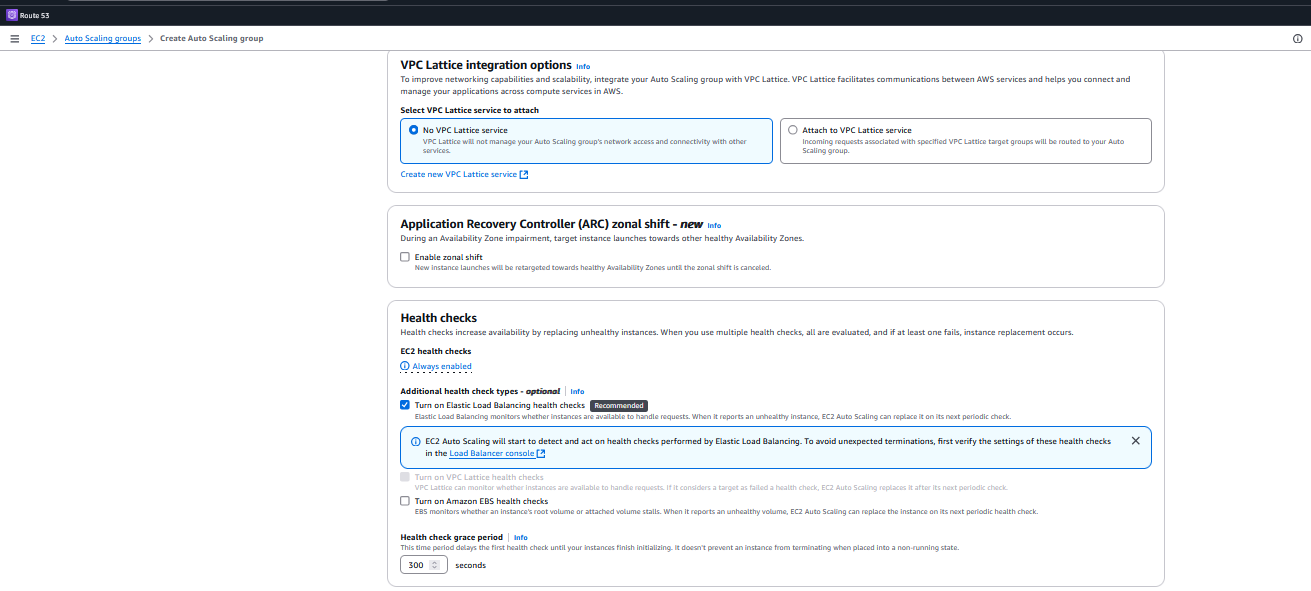 Route 53
EC2 > Auto Scaling groups > Create Auto Scaling group
VPC Lattice integration options Info
To improve networking capabilities and scalability, integrate your Auto Scaling group with VPC Lattice. VPC Lattice facilitates communications between AWS services and helps you connect and
manage your applications across compute services in AWS.
Select VPC Lattice service to attach
No VPC Lattice service
VPC Lattice will not manage your Auto Scaling group's network access and connectivity with other
services.
Attach to VPC Lattice service
Incoming requests associated with specified VPC Lattice target groups will be routed to your Auto
Scaling group.
Create new VPC Lattice service
Application Recovery Controller (ARC) zonal shift - new Info
During an Availability Zone impairment, target instance launches towards other healthy Availability Zones.
Enable zonal shift
New instance launches will be retargeted towards healthy Availability Zones until the zonal shift is canceled.
Health checks
Health checks increase availability by replacing unhealthy instances. When you use multiple health checks, all are evaluated, and if at least one fails, instance replacement occurs.
EC2 health checks
Always enabled
Additional health check types - optional Info
Turn on Elastic Load Balancing health checks Recommended
Elastic Load Balancing monitors whether instances are available to handle requests. When it reports an unhealthy instance, EC2 Auto Scaling can replace it on its next periodic check.
EC2 Auto Scaling will start to detect and act on health checks performed by Elastic Load Balancing. To avoid unexpected terminations, first verify the settings of these health checks
in the Load Balancer console
Turn on VPC Lattice health checks
VPC Lattice can monitor whether instances are available to handle requests. If it considers a target as failed a health check, EC2 Auto Scaling replaces it after its next periodic check.
Turn on Amazon EBS health checks
EBS monitors whether an instance's root volume or attached volume stalls. When it reports an unhealthy volume, EC2 Auto Scaling can replace the instance on its next periodic health check.
Health check grace period Info
This time period delays the first health check until your instances finish initializing. It doesn't prevent an instance from terminating when placed into a non-running state.
300 seconds